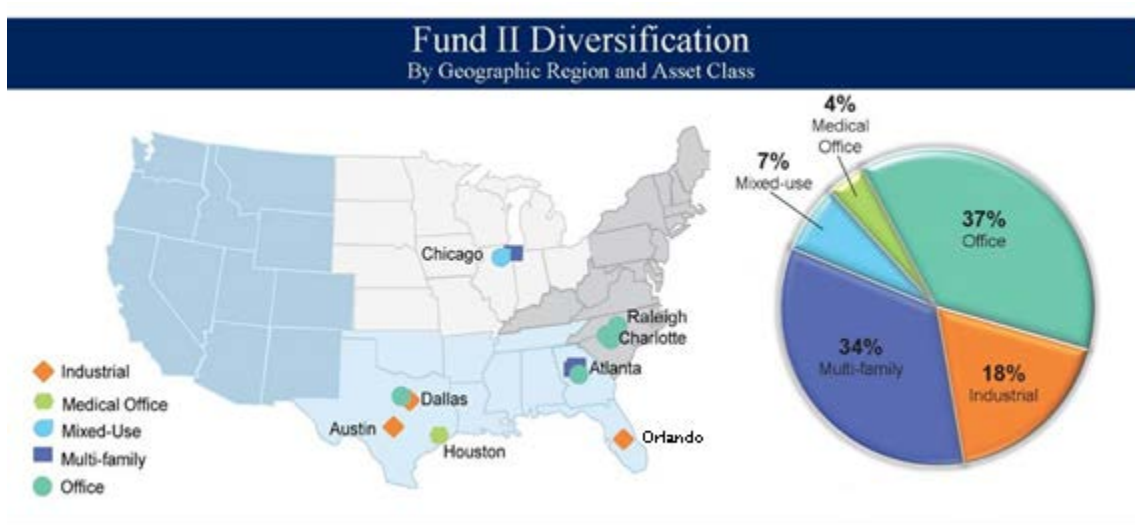 Fund II Diversification
By Geographic Region and Asset Class
Chicago
Raleigh
Charlotte
Atlanta
Dallas
Austin
Houston
Orlando
Industrial
Medical Office
Mixed-Use
Multi-family
Office
4%
Medical
Office
7%
Mixed-use
37%
Office
34%
Multi-family
18%
Industrial